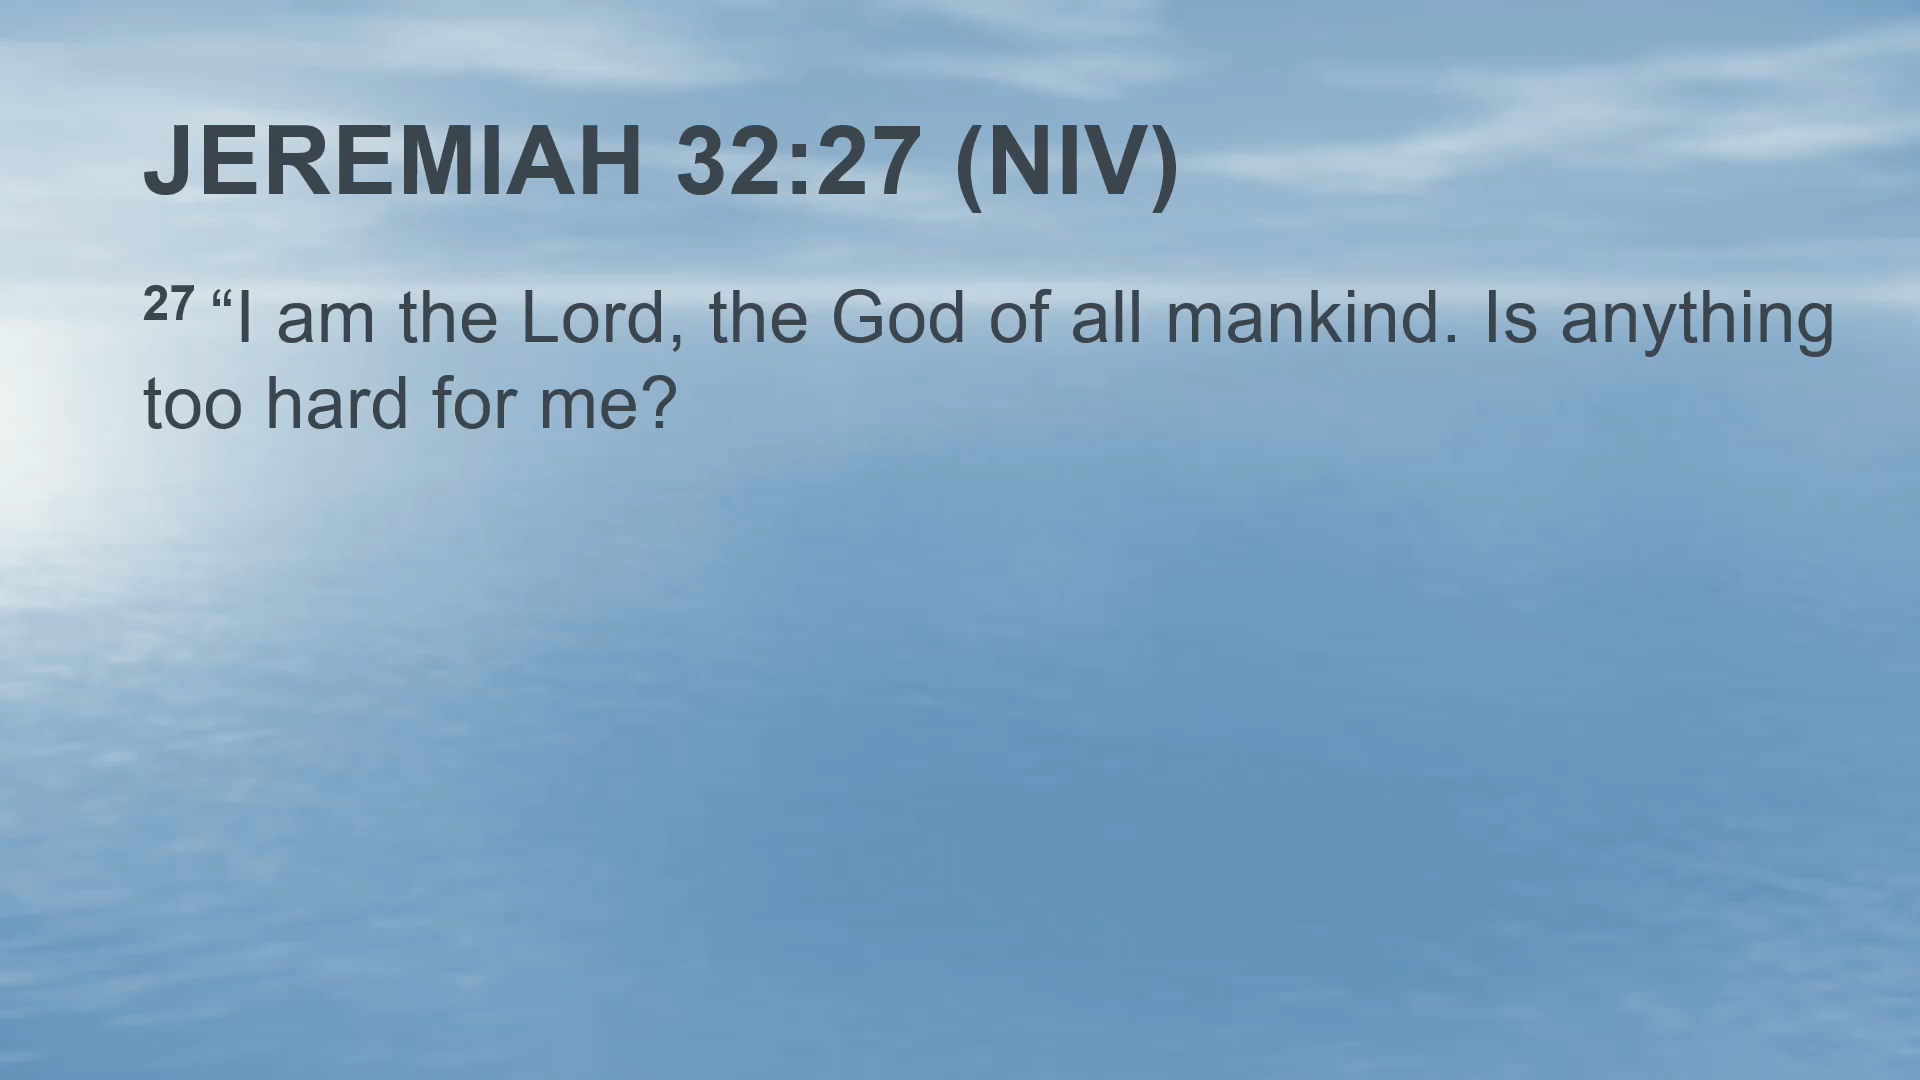 JEREMIAH 32:27 (NIV)
27 “I am the Lord, the God of all mankind. Is anything
too hard for me?